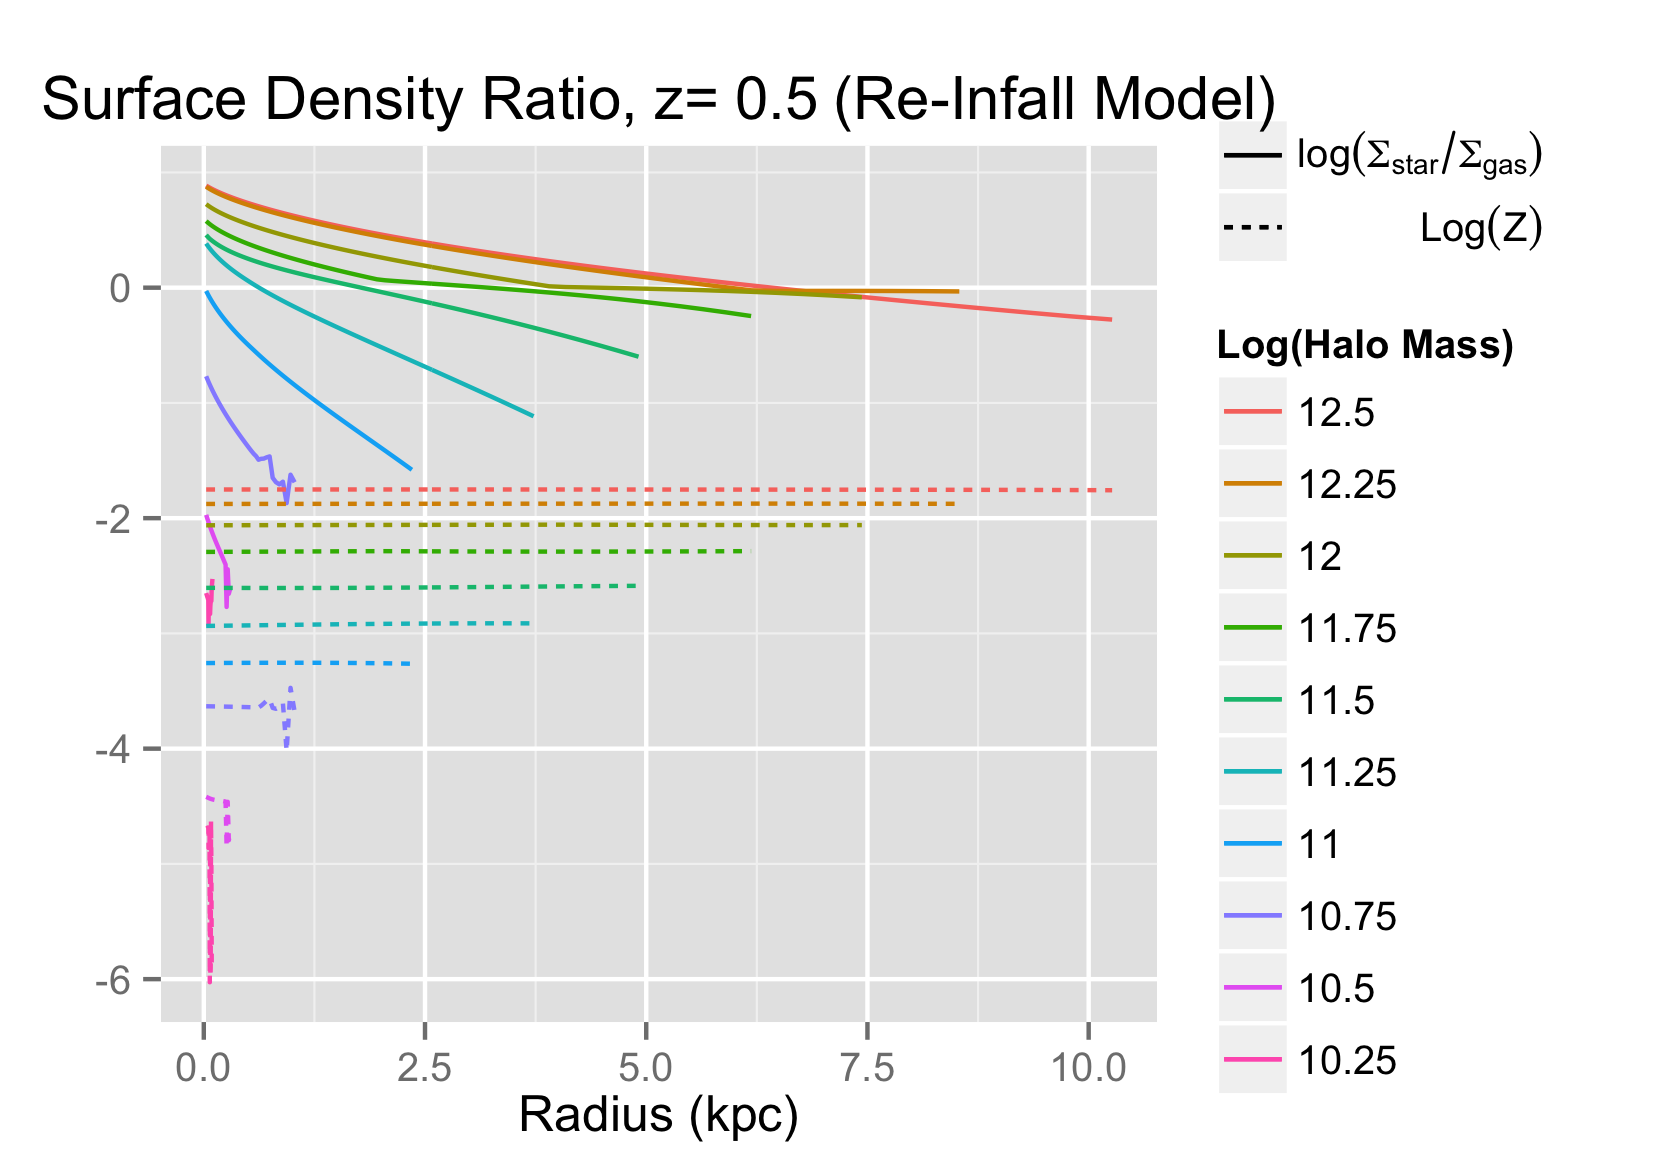 Surface Density Ratio, z= 0.5 (Re-Infall Model)
log(Σstar/Σgas)
Log(Z)
0
-2
-4
-6
0.0 2.5 5.0 7.5 10.0
Radius (kpc)
Log(Halo Mass)
12.5
12.25
12
11.75
11.5
11.25
11
10.75
10.5
10.25